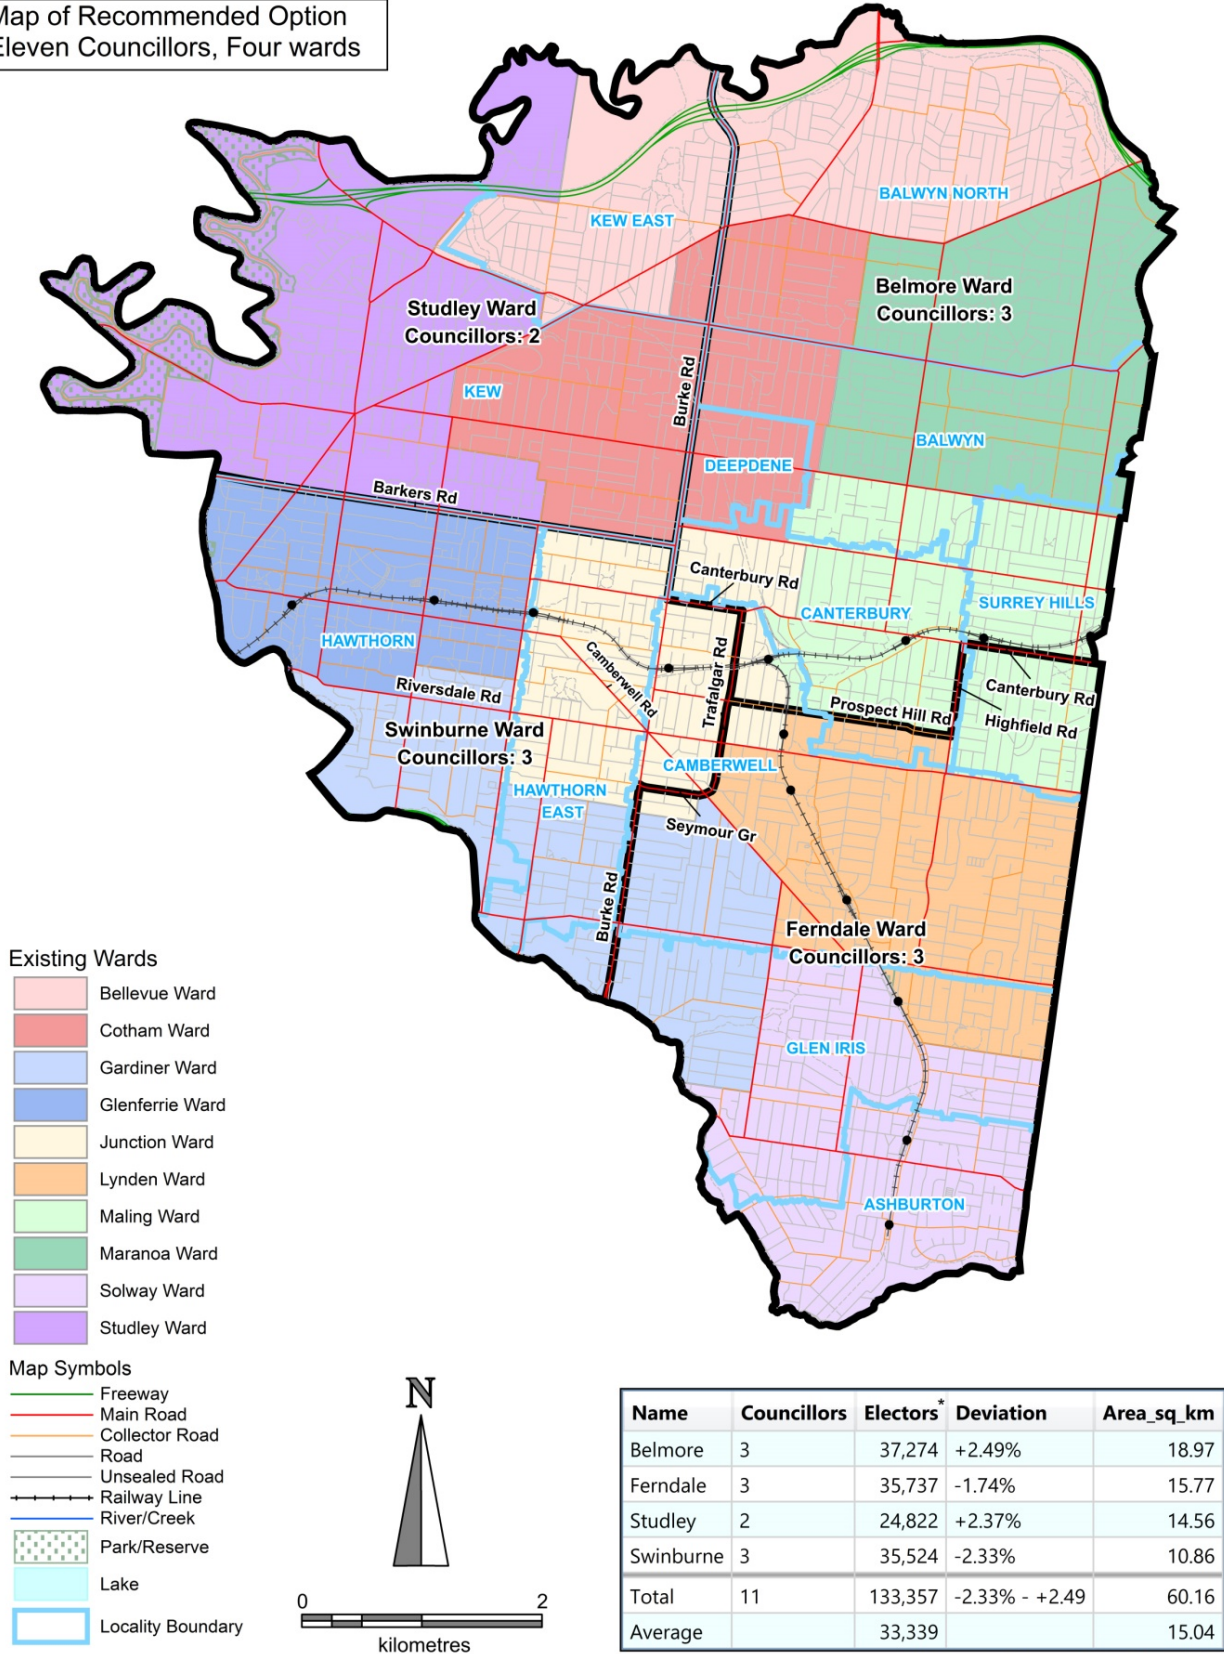 Map of Recommended Option
Eleven Councillors, Four wards
BALWYN NORTH
KEW EAST
Belmore Ward
Councillors: 3
Studley Ward
Councillors: 2
Burke Rd
KEW
BALWYN
DEEPDENE
Barkers Rd
Canterbury Rd
SURREY HILLS
CANTERBURY
HAWTHORN
Camberwell Rd
Trafalgar Rd
Riversdale Rd
Canterbury Rd
Prospect Hill Rd
Highfield Rd
Swinburne Ward
Councillors: 3
CAMBERWELL
HAWTHORN
EAST
Seymour Gr
Burke Rd
Ferndale Ward
Councillors: 3
GLEN IRIS
ASHBURTON
Existing Wards
Bellevue Ward
Cotham Ward
Gardiner Ward
Glenferrie Ward
Junction Ward
Lynden Ward
Maling Ward
Maranoa Ward
Solway Ward
Studley Ward
Map Symbols
Freeway
Main Road
Collector Road
Road
Unsealed Road
Railway Line
River/Creek
Park/Reserve
Lake
Locality Boundary
N
0 2
kilometres
Name Councillors Electors* Deviation Area_sq_km
Belmore 3 37,274 +2.49% 18.97
Ferndale 3 35,737 -1.74% 15.77
Studley 2 24,822 +2.37% 14.56
Swinburne 3 35,524 -2.33% 10.86
Total 11 133,357 -2.33% - +2.49 60.16
Average 33,339 15.04